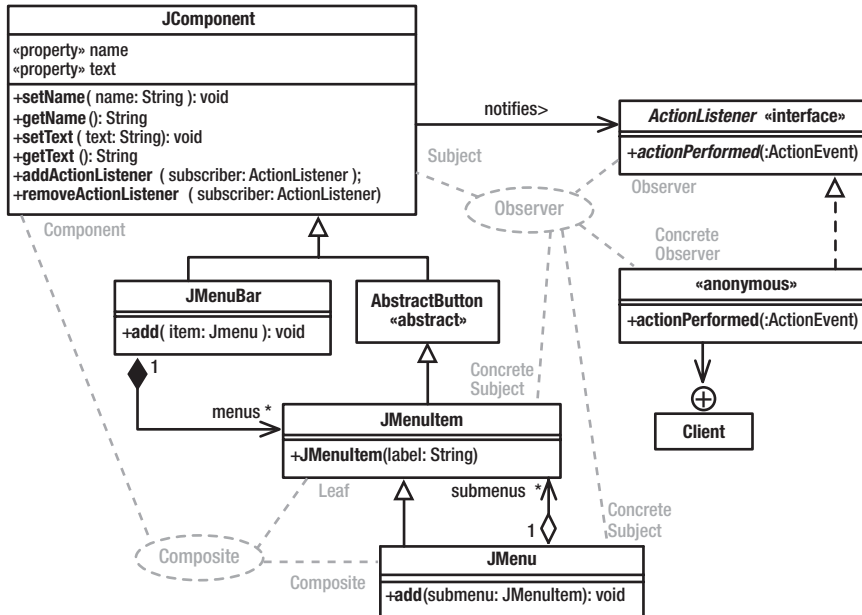 JComponent
«property» name
«property» text
+setName( name: String ): void
+getName (): String
+setText ( text: String): void
+getText (): String
+addActionListener ( subscriber: ActionListener );
+removeActionListener ( subscriber: ActionListener)
notifies>
ActionListener «interface»
+actionPerformed(:ActionEvent)
Subject
Observer
Observer
Component
Concrete
Observer
JMenuBar
+add( item: Jmenu ): void
AbstractButton
«abstract»
«anonymous»
+actionPerformed(:ActionEvent)
1
Concrete
Subject
menus *
JMenuItem
+JMenuItem(label: String)
Client
Leaf
submenus *
1
Concrete
Subject
Composite
Composite
JMenu
+add(submenu: JMenuItem): void